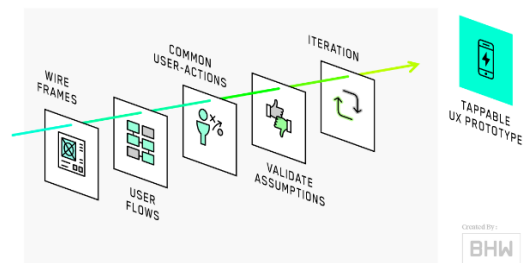 WIRE
FRAMES
USER
FLOWS
COMMON
USER-ACTIONS
VALIDATE
ASSUMPTIONS
ITERATION
TAPPABLE
UX PROTOTYPE
Created By :
BHW